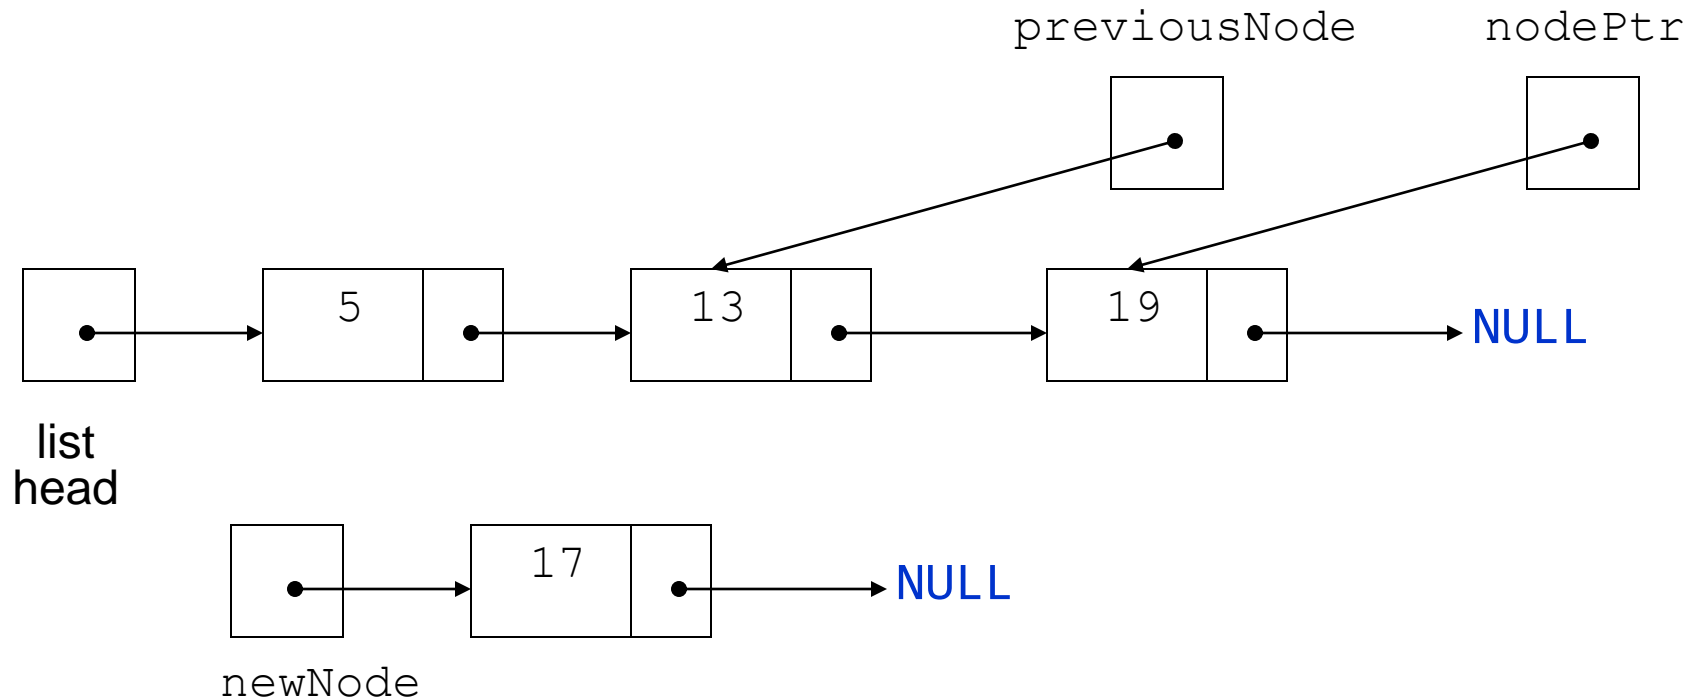 previousNode nodePtr
5 13 19 NULL
list
head
17 NULL
newNode